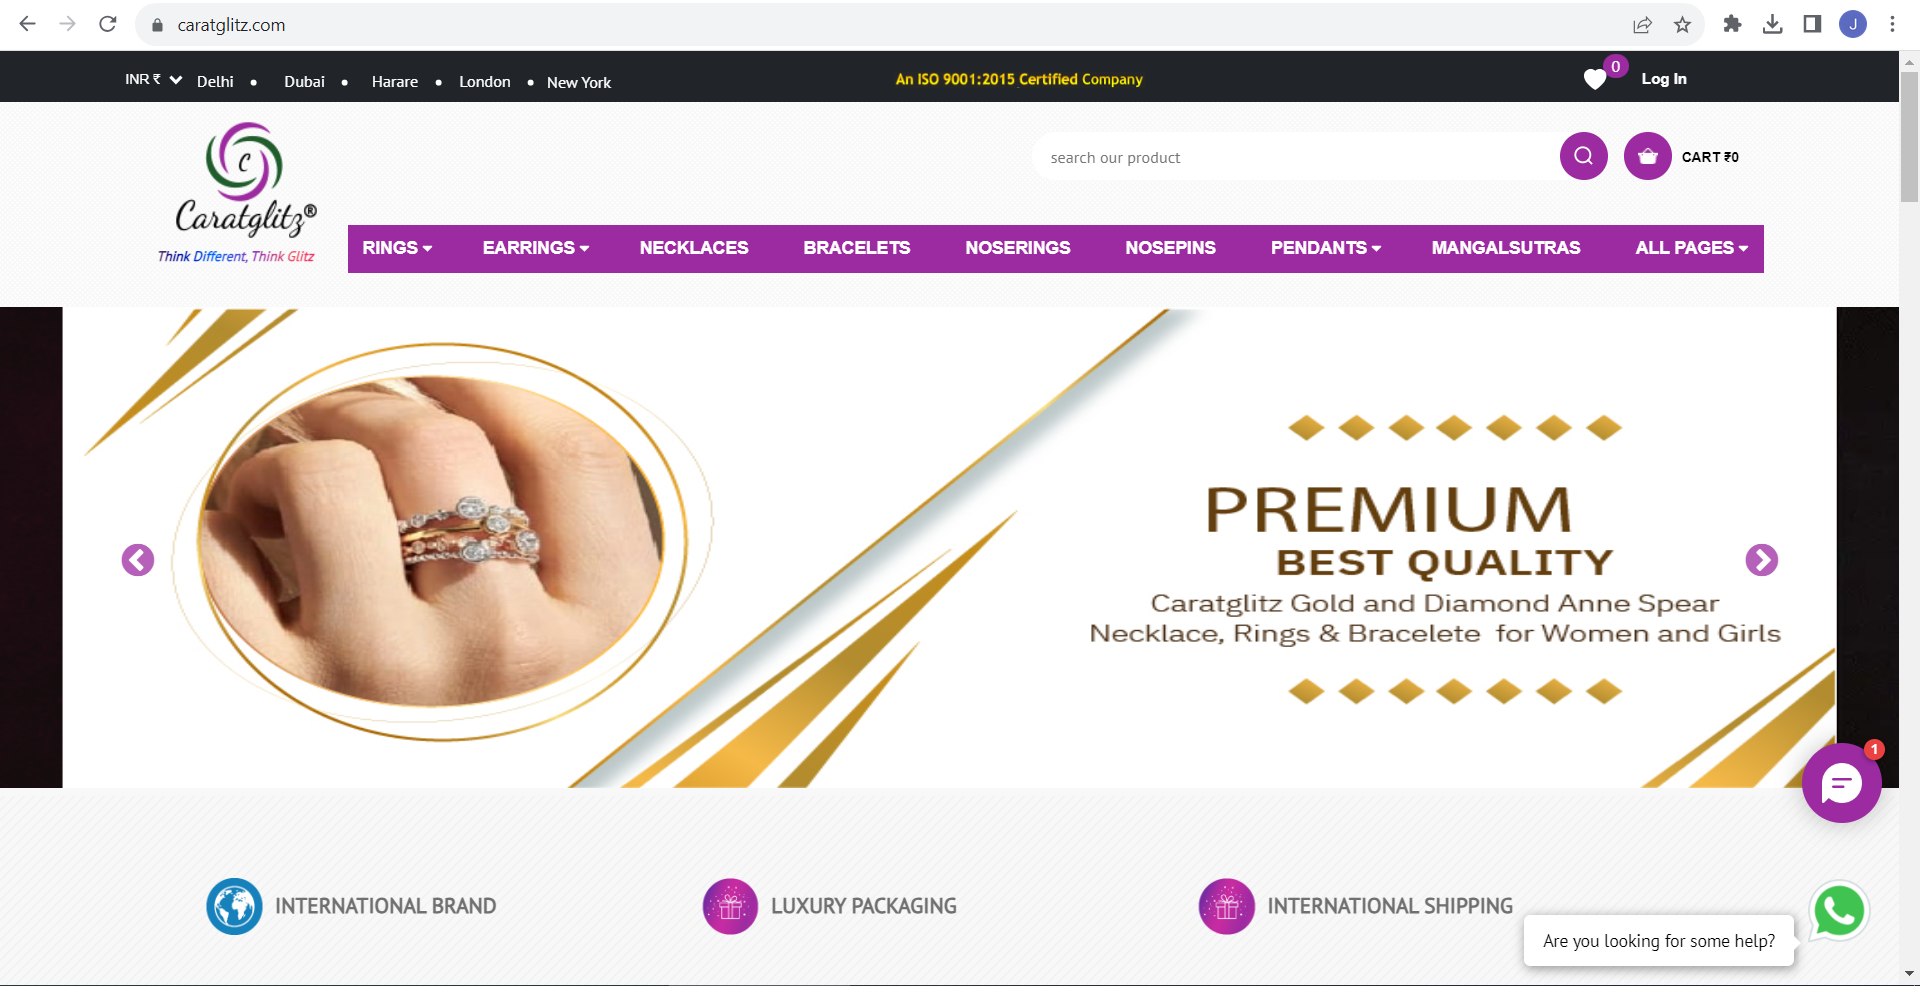 caratglitz.com
J
INR ₹ Delhi • Dubai • Harare • London • New York
An ISO 9001:2015 Certified Company
0
Log In
C
Caratglitz®
Think Different, Think Glitz
search our product
CART ₹0
RINGS EARRINGS NECKLACES BRACELETS NOSERINGS NOSEPINS PENDANTS MANGALSUTRAS ALL PAGES
PREMIUM
BEST QUALITY
Caratglitz Gold and Diamond Anne Spear
Necklace, Rings & Bracelete for Women and Girls
1
INTERNATIONAL BRAND
LUXURY PACKAGING
INTERNATIONAL SHIPPING
Are you looking for some help?